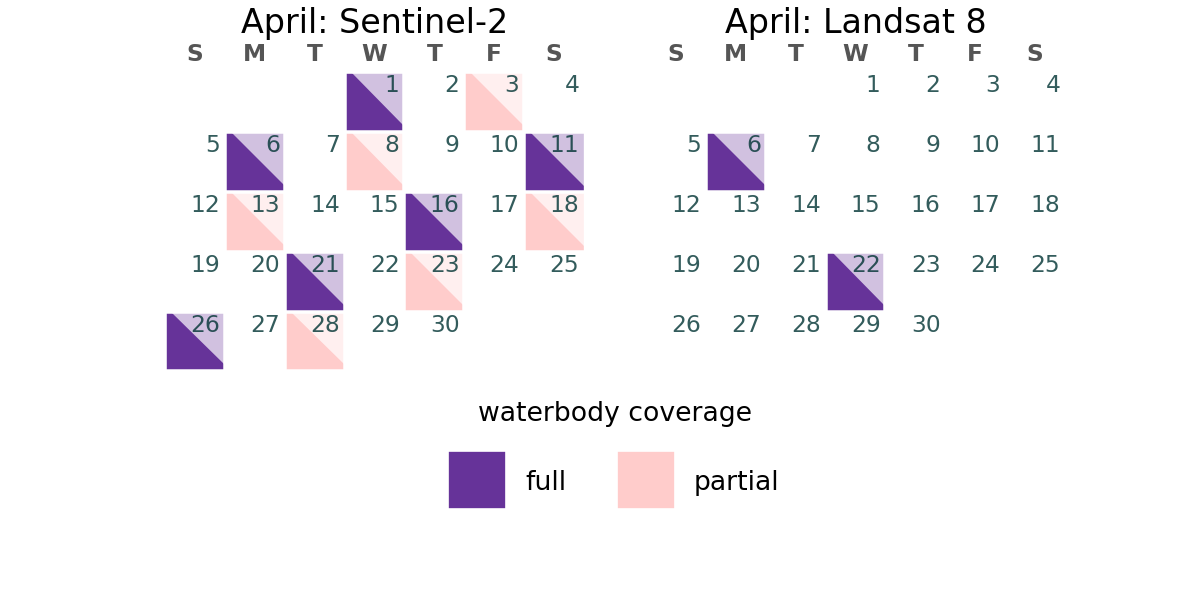 April: Sentinel-2
S M T W T F S
1 2 3 4
5 6 7 8 9 10 11
12 13 14 15 16 17 18
19 20 21 22 23 24 25
26 27 28 29 30
April: Landsat 8
S M T W T F S
1 2 3 4
5 6 7 8 9 10 11
12 13 14 15 16 17 18
19 20 21 22 23 24 25
26 27 28 29 30
waterbody coverage
full partial